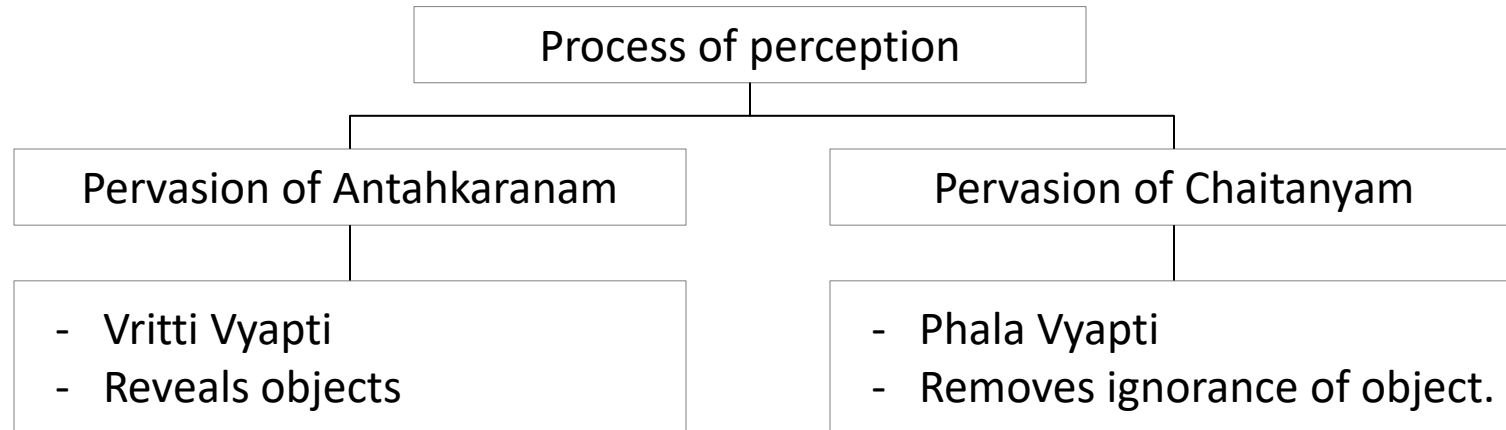 Process of perception
Pervasion of Antahkaranam
Pervasion of Chaitanyam
- Vritti Vyapti
- Reveals objects
- Phala Vyapti
- Removes ignorance of object.